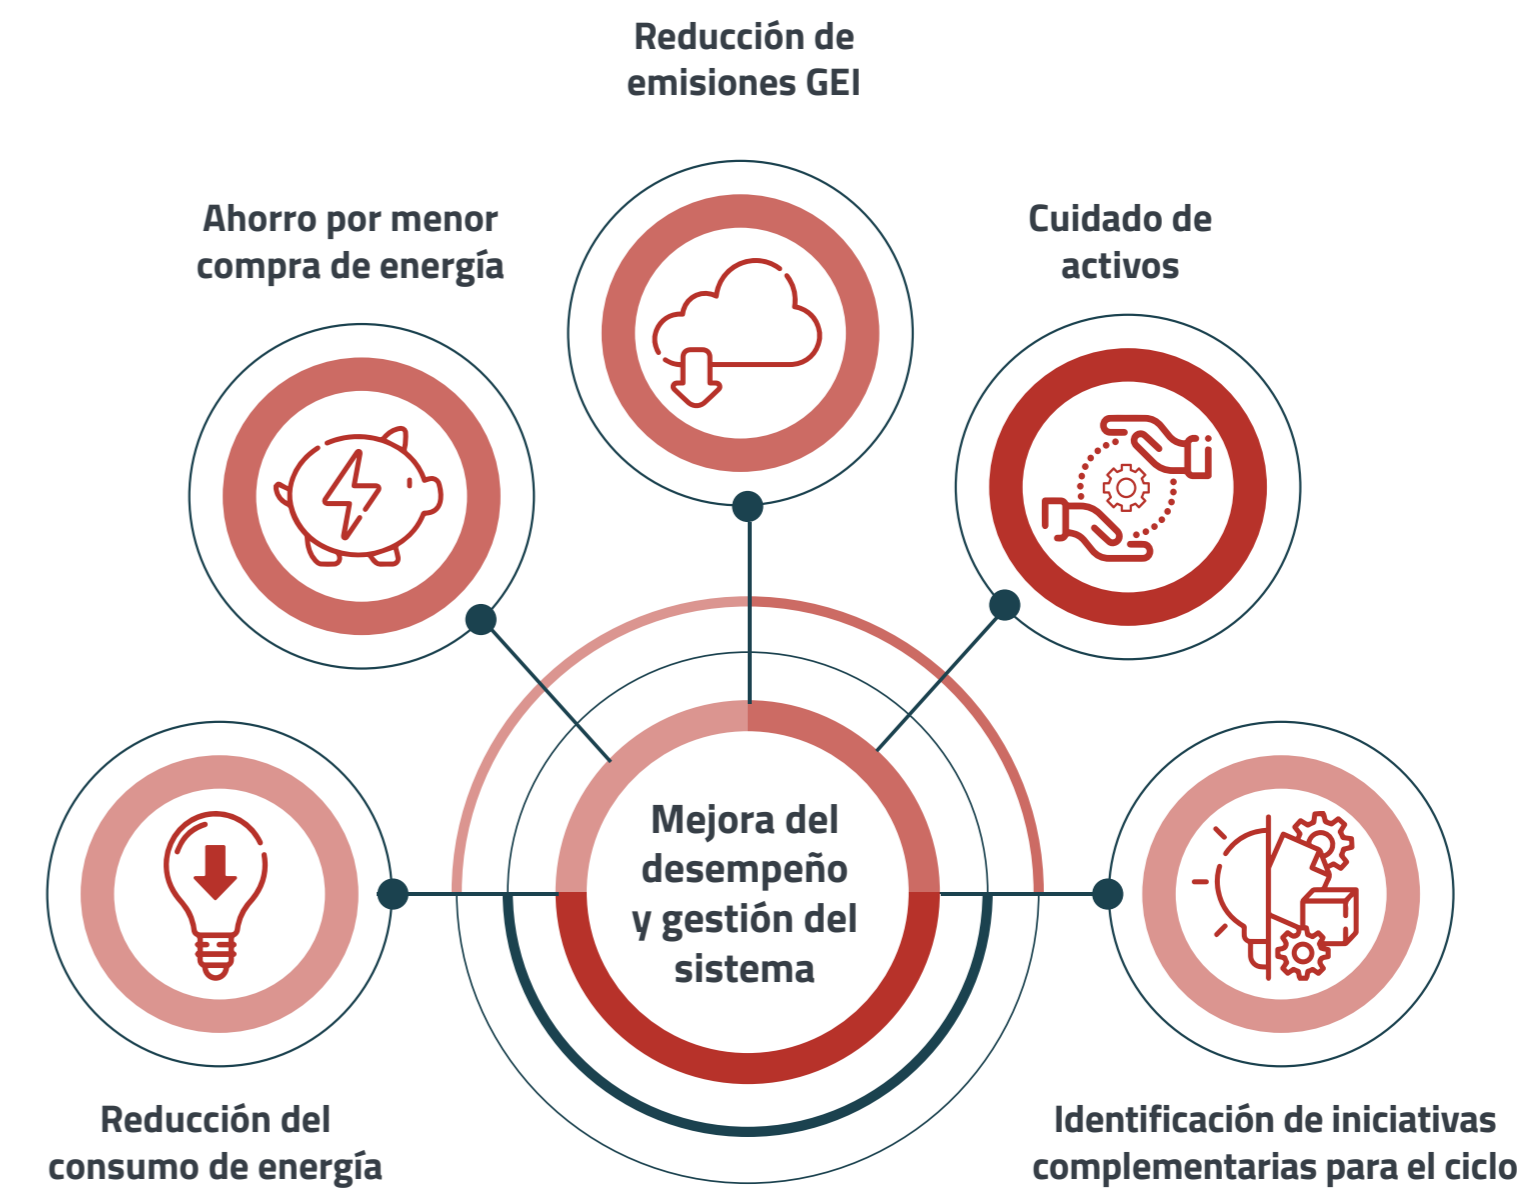 Reducción de
emisiones GEI
Ahorro por menor
compra de energía
Cuidado de
activos
Mejora del
desempeño
y gestión del
sistema
Reducción del
consumo de energía
Identificación de iniciativas
complementarias para el ciclo